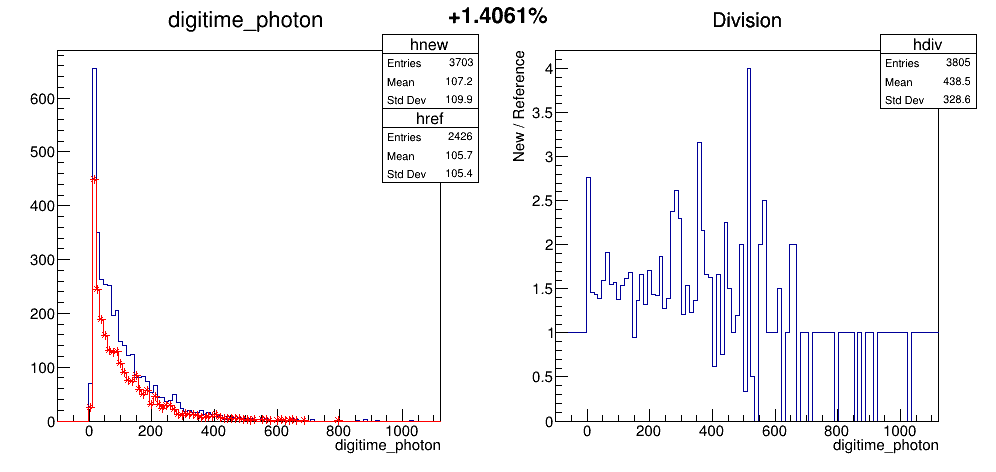 +1.4061%
digitime_photon
hnew
Entries 3703
Mean 107.2
Std Dev 109.9
href
Entries 2426
Mean 105.7
Std Dev 105.4
600
500
400
300
200
100
0
0 200 400 600 800 1000
digitime_photon
Division
hdiv
Entries 3805
Mean 438.5
Std Dev 328.6
New / Reference
4
3.5
3
2.5
2
1.5
1
0.5
0
0 200 400 600 800 1000
digitime_photon